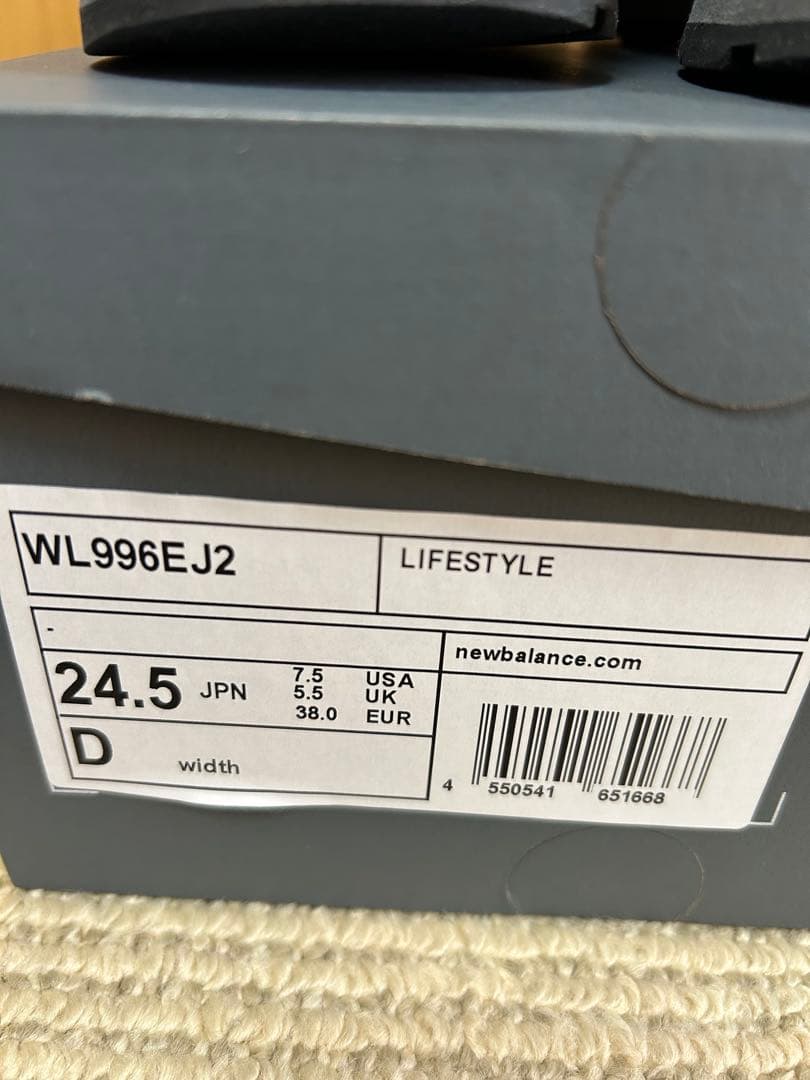 WL996EJ2
LIFESTYLE
-
newbalance.com
24.5 JPN
7.5 USA
5.5 UK
38.0 EUR
D width
4 550541 651668